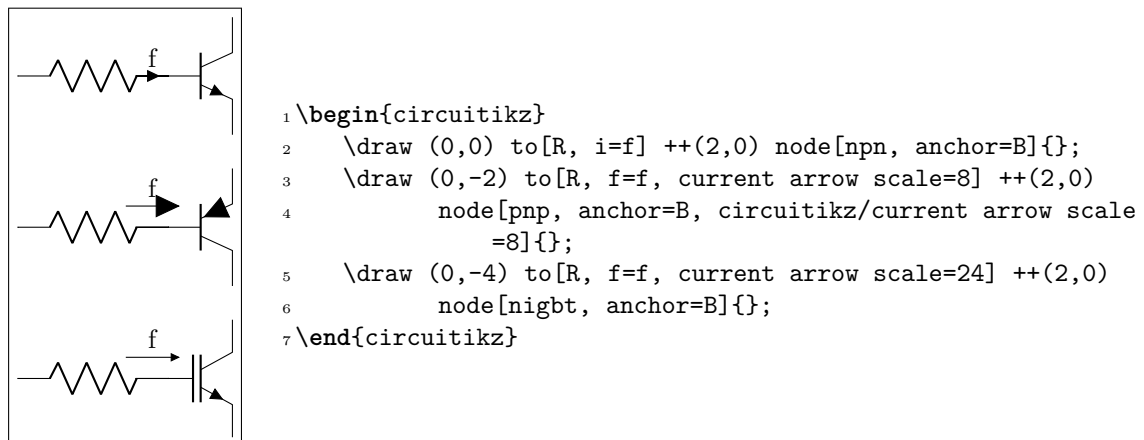 f
f
f
1 \begin{circuitikz}
2 \draw (0,0) to[R, i=f] ++(2,0) node[npn, anchor=B]{};
3 \draw (0,-2) to[R, f=f, current arrow scale=8] ++(2,0)
4 node[pnp, anchor=B, circuitikz/current arrow scale
=8]{};
5 \draw (0,-4) to[R, f=f, current arrow scale=24] ++(2,0)
6 node[nigbt, anchor=B]{};
7 \end{circuitikz}